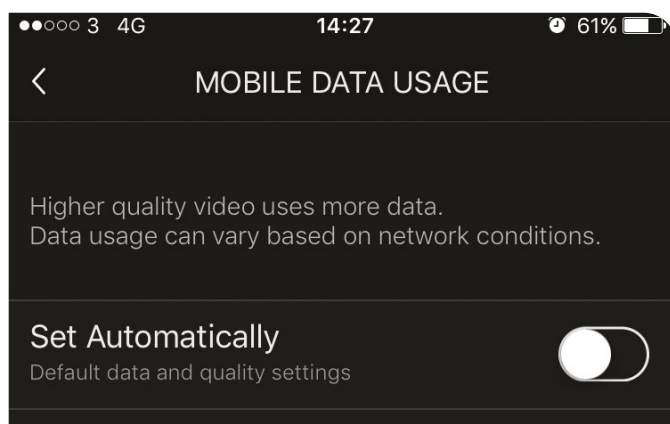 3 4G 14:27 61%
MOBILE DATA USAGE
Higher quality video uses more data.
Data usage can vary based on network conditions.
Set Automatically
Default data and quality settings